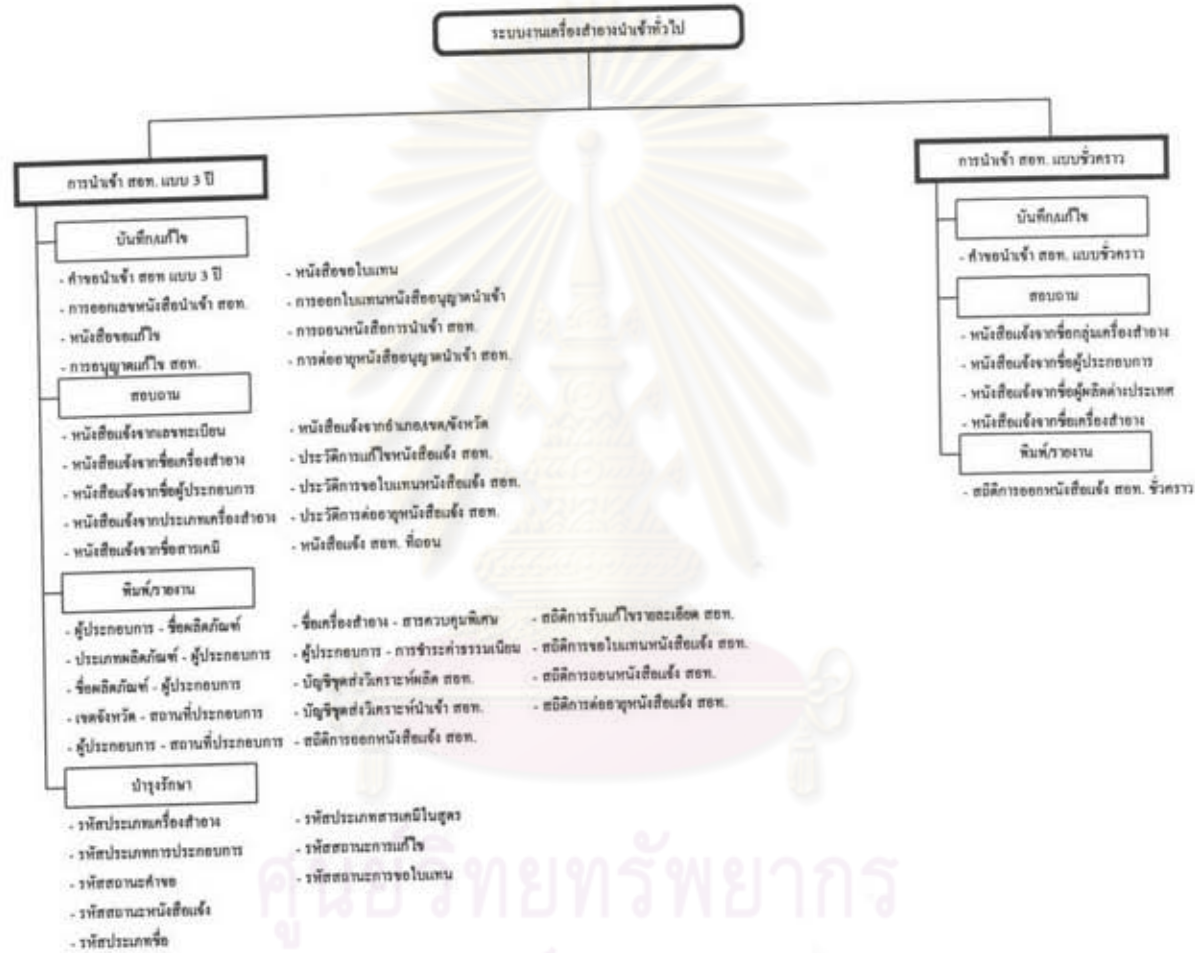 ระบบงานเครื่องสำอางนำเข้าทั่วไป
การนำเข้า สอท. แบบ 3 ปี
บันทึก/แก้ไข
- คำขอนำเข้า สอท แบบ 3 ปี
- การออกเลขหนังสือนำเข้า สอท.
- หนังสือขอแก้ไข
- การอนุญาตแก้ไข สอท.
- หนังสือขอใบแทน
- การออกใบแทนหนังสืออนุญาตนำเข้า
- การถอนหนังสือการนำเข้า สอท.
- การต่ออายุหนังสืออนุญาตนำเข้า สอท.
สอบถาม
- หนังสือแจ้งจากเลขทะเบียน
- หนังสือแจ้งจากชื่อเครื่องสำอาง
- หนังสือแจ้งจากชื่อผู้ประกอบการ
- หนังสือแจ้งจากประเภทเครื่องสำอาง
- หนังสือแจ้งจากชื่อสารเคมี
- หนังสือแจ้งจากอำเภอ/เขต/จังหวัด
- ประวัติการแก้ไขหนังสือแจ้ง สอท.
- ประวัติการขอใบแทนหนังสือแจ้ง สอท.
- ประวัติการต่ออายุหนังสือแจ้ง สอท.
- หนังสือแจ้ง สอท. ที่ถอน
พิมพ์/รายงาน
- ผู้ประกอบการ - ชื่อผลิตภัณฑ์
- ประเภทผลิตภัณฑ์ - ผู้ประกอบการ
- ชื่อผลิตภัณฑ์ - ผู้ประกอบการ
- เขตจังหวัด - สถานที่ประกอบการ
- ผู้ประกอบการ - สถานที่ประกอบการ
- ชื่อเครื่องสำอาง - สารควบคุมพิเศษ
- ผู้ประกอบการ - การชำระค่าธรรมเนียม
- บัญชีชุดส่งวิเคราะห์ผลิต สอท.
- บัญชีชุดส่งวิเคราะห์นำเข้า สอท.
- สถิติการออกหนังสือแจ้ง สอท.
- สถิติการรับแก้ไขรายละเอียด สอท.
- สถิติการขอใบแทนหนังสือแจ้ง สอท.
- สถิติการถอนหนังสือแจ้ง สอท.
- สถิติการต่ออายุหนังสือแจ้ง สอท.
บำรุงรักษา
- รหัสประเภทเครื่องสำอาง
- รหัสประเภทการประกอบการ
- รหัสสถานะคำขอ
- รหัสสถานะหนังสือแจ้ง
- รหัสประเภทชื่อ
- รหัสประเภทสารเคมีในสูตร
- รหัสสถานะการแก้ไข
- รหัสสถานะการขอใบแทน
การนำเข้า สอท. แบบชั่วคราว
บันทึก/แก้ไข
- คำขอนำเข้า สอท. แบบชั่วคราว
สอบถาม
- หนังสือแจ้งจากชื่อกลุ่มเครื่องสำอาง
- หนังสือแจ้งจากชื่อผู้ประกอบการ
- หนังสือแจ้งจากชื่อผู้ผลิตต่างประเทศ
- หนังสือแจ้งจากชื่อเครื่องสำอาง
พิมพ์/รายงาน
- สถิติการออกหนังสือแจ้ง สอท. ชั่วคราว
ศูนย์วิทยทรัพยากร